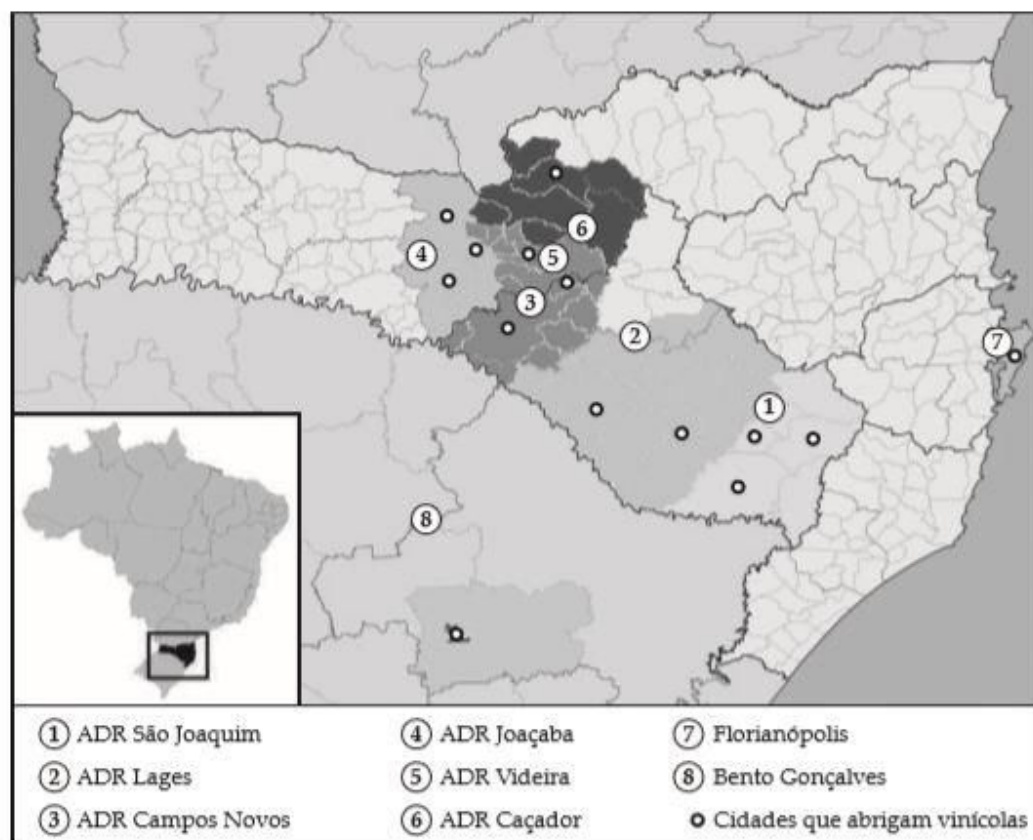 6
4
5
3
2
7
1
8
1 ADR São Joaquim
2 ADR Lages
3 ADR Campos Novos
4 ADR Joaçaba
5 ADR Videira
6 ADR Caçador
7 Florianópolis
8 Bento Gonçalves
Cidades que abrigam vinícolas